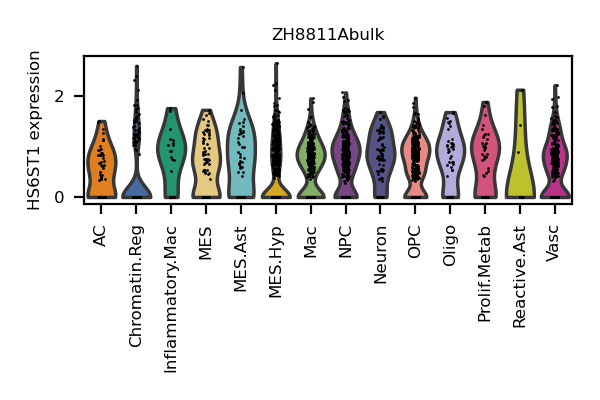 ZH8811Abulk
HS6ST1 expression
2
0
AC
Chromatin.Reg
Inflammatory.Mac
MES
MES.Ast
MES.Hyp
Mac
NPC
Neuron
OPC
Oligo
Prolif.Metab
Reactive.Ast
Vasc